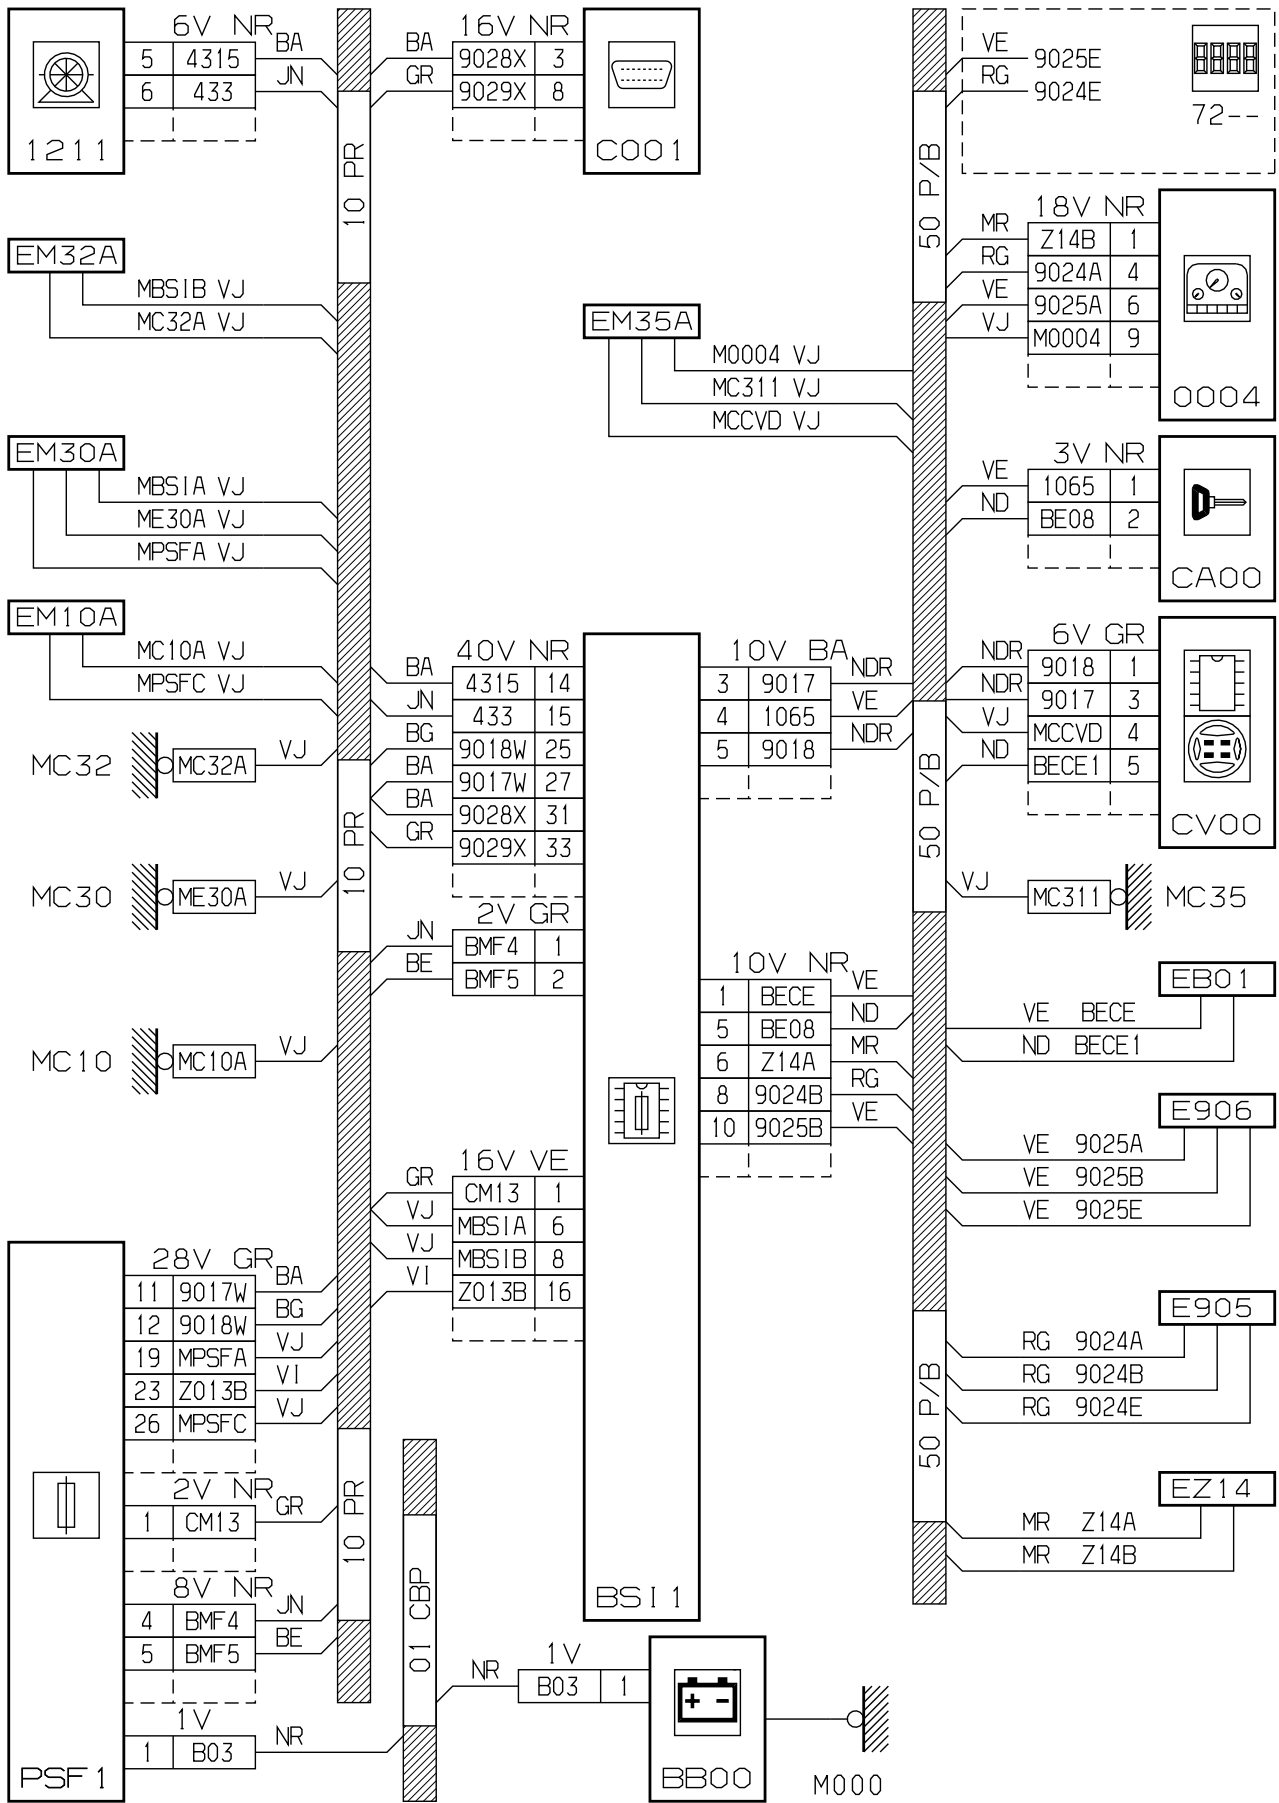 6V NR
BA
5 4315
JN
6 433
1211
10 PR
16V NR
BA
9028X 3
GR
9029X 8
C001
50 P/B
VE 9025E
RG 9024E
72--
EM32A
MBSIB VJ
MC32A VJ
EM35A
M0004 VJ
MC311 VJ
MCCVD VJ
18V NR
MR
Z14B 1
RG
9024A 4
VE
9025A 6
VJ
M0004 9
0004
EM30A
MBSIA VJ
ME30A VJ
MPSFA VJ
3V NR
VE
1065 1
ND
BE08 2
CA00
EM10A
MC10A VJ
MPSFC VJ
MC32
MC32A
VJ
10 PR
MC30
ME30A
VJ
MC10
MC10A
VJ
40V NR
BA
4315 14
JN
433 15
BG
9018W 25
BA
9017W 27
BA
9028X 31
GR
9029X 33
2V GR
JN
BMF4 1
BE
BMF5 2
16V VE
GR
CM13 1
VJ
MBSIA 6
VJ
MBSIB 8
VI
Z013B 16
BSI1
10V BA
NDR
3 9017
VE
4 1065
NDR
5 9018
10V NR
VE
1 BECE
ND
5 BE08
MR
6 Z14A
RG
8 9024B
VE
10 9025B
50 P/B
6V GR
NDR
9018 1
NDR
9017 3
VJ
MCCVD 4
ND
BECE1 5
CV00
VJ
MC311
MC35
EB01
VE BECE
ND BECE1
E906
VE 9025A
VE 9025B
VE 9025E
E905
RG 9024A
RG 9024B
RG 9024E
50 P/B
EZ14
MR Z14A
MR Z14B
28V GR
BA
11 9017W
BG
12 9018W
VJ
19 MPSFA
VI
23 Z013B
VJ
26 MPSFC
2V NR
GR
1 CM13
8V NR
JN
4 BMF4
BE
5 BMF5
1V
NR
1 B03
PSF1
10 PR
01 CBP
1V
NR
B03 1
+ -
BB00
M000